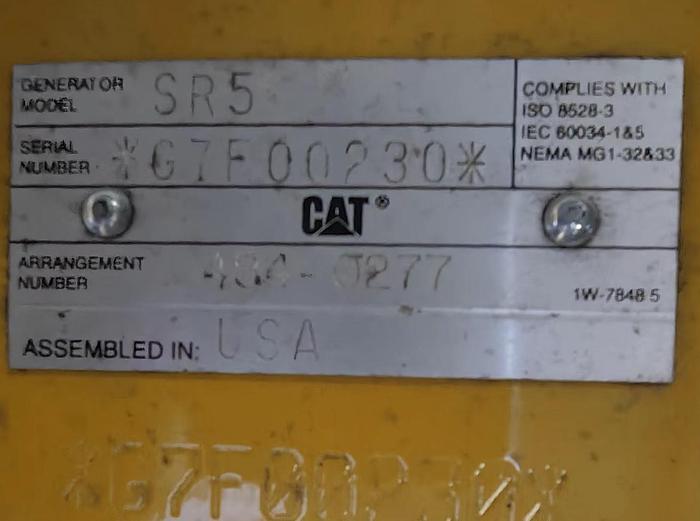 GENERATOR MODEL SR5
COMPLIES WITH
ISO 8528-3
IEC 60034-1&5
NEMA MG1-32&33
SERIAL NUMBER *G7F00230*
CAT®
ARRANGEMENT NUMBER
1W-7848 5
ASSEMBLED IN: USA
*G7F00230*